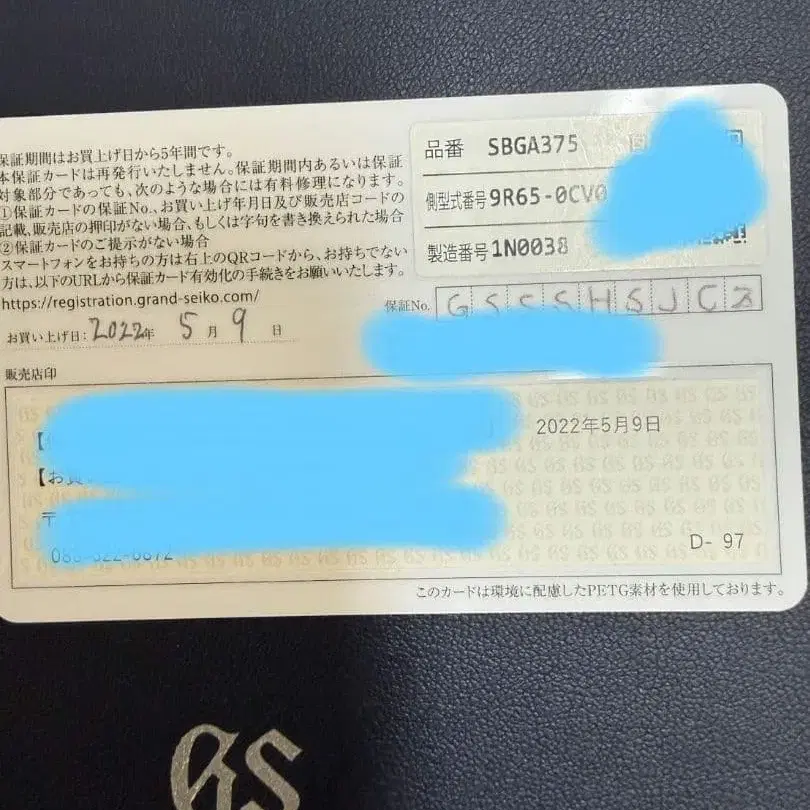 保証期間はお買上げ日から5年間です。
本保証カードは再発行いたしません。保証期間内あるいは保証
対象部分であっても、次のような場合には有料修理になります。
①保証カードの保証No.、お買い上げ年月日及び販売店コードの
記載、販売店の押印がない場合、もしくは字句を書き換えられた場合
②保証カードのご提示がない場合
スマートフォンをお持ちの方は右上のQRコードから、お持ちでない
方は、以下のURLから保証カード有効化の手続きをお願いいたします。
https://registration.grand-seiko.com/
お買い上げ日:2022年 5月 9日
品番 SBGA375
側型式番号 9R65-0CV0
製造番号 1N0038
保証No. GSCSHSJCZ
販売店印
2022年5月9日
【お
〒
D- 97
このカードは環境に配慮したPETG素材を使用しております。
GS